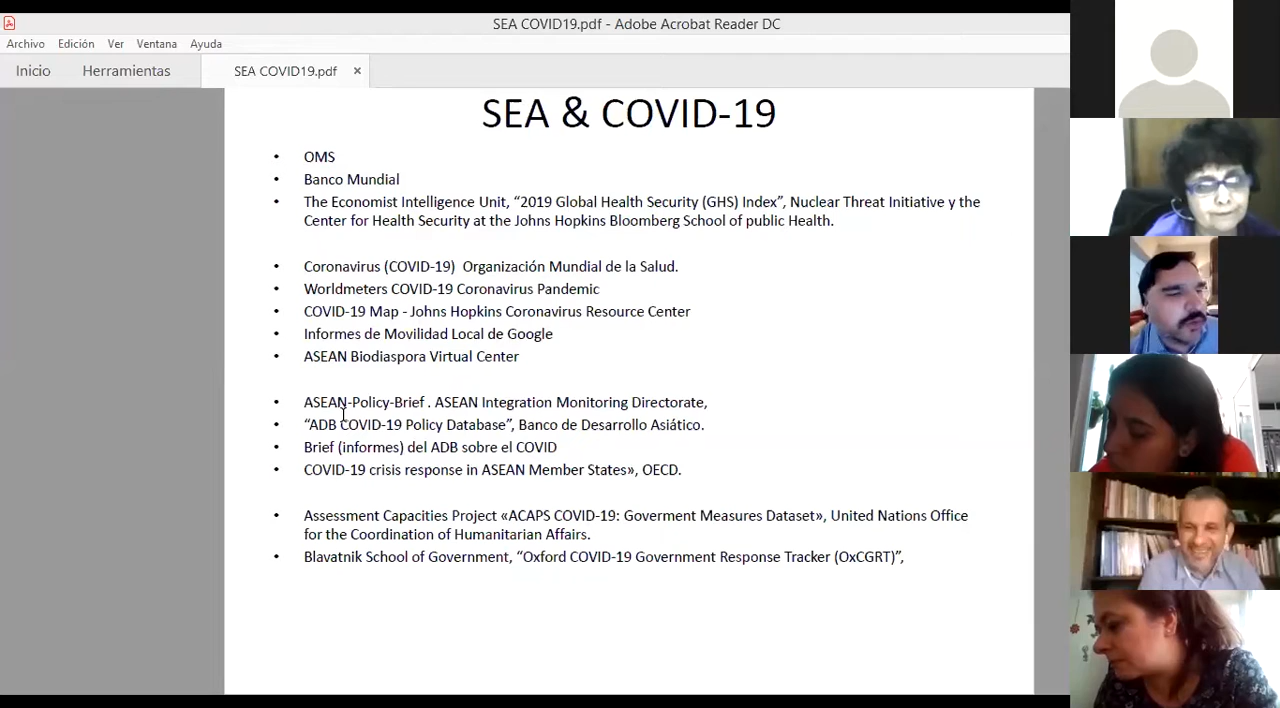 SEA COVID19.pdf - Adobe Acrobat Reader DC
Archivo Edición Ver Ventana Ayuda
Inicio Herramientas SEA COVID19.pdf ×
SEA & COVID-19
• OMS
• Banco Mundial
• The Economist Intelligence Unit, “2019 Global Health Security (GHS) Index”, Nuclear Threat Initiative y the
Center for Health Security at the Johns Hopkins Bloomberg School of public Health.
• Coronavirus (COVID-19) Organización Mundial de la Salud.
• Worldmeters COVID-19 Coronavirus Pandemic
• COVID-19 Map - Johns Hopkins Coronavirus Resource Center
• Informes de Movilidad Local de Google
• ASEAN Biodiaspora Virtual Center
• ASEAN-Policy-Brief . ASEAN Integration Monitoring Directorate,
• “ADB COVID-19 Policy Database”, Banco de Desarrollo Asiático.
• Brief (informes) del ADB sobre el COVID
• COVID-19 crisis response in ASEAN Member States», OECD.
• Assessment Capacities Project «ACAPS COVID-19: Goverment Measures Dataset», United Nations Office
for the Coordination of Humanitarian Affairs.
• Blavatnik School of Government, “Oxford COVID-19 Government Response Tracker (OxCGRT)”,